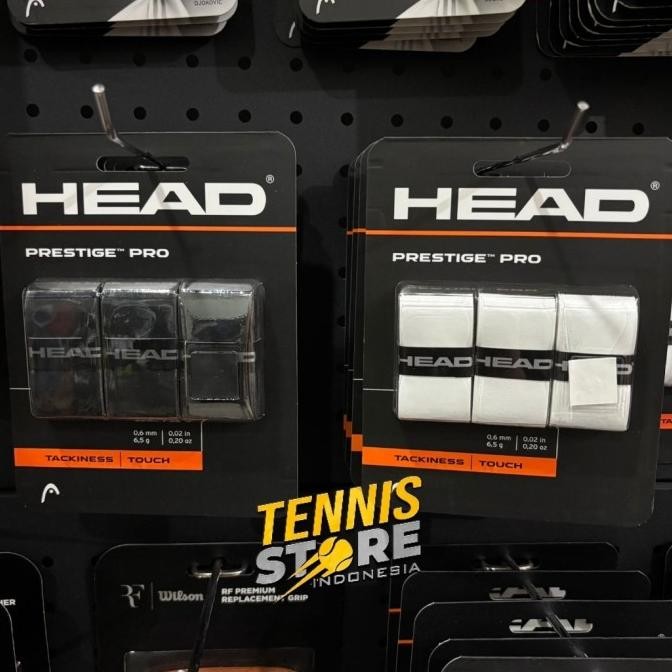 DJOKOVIC
HEAD®
PRESTIGE™ PRO
HEAD HEAD
0,6 mm | 0.02 in
6,5 g | 0,20 oz
TACKINESS | TOUCH
HEAD®
PRESTIGE™ PRO
HEAD HEAD
0,6 mm | 0.02 in
6,5 g | 0,20 oz
TACKINESS | TOUCH
TENNIS
STORE
INDONESIA
RF | Wilson
RF PREMIUM
REPLACEMENT GRIP